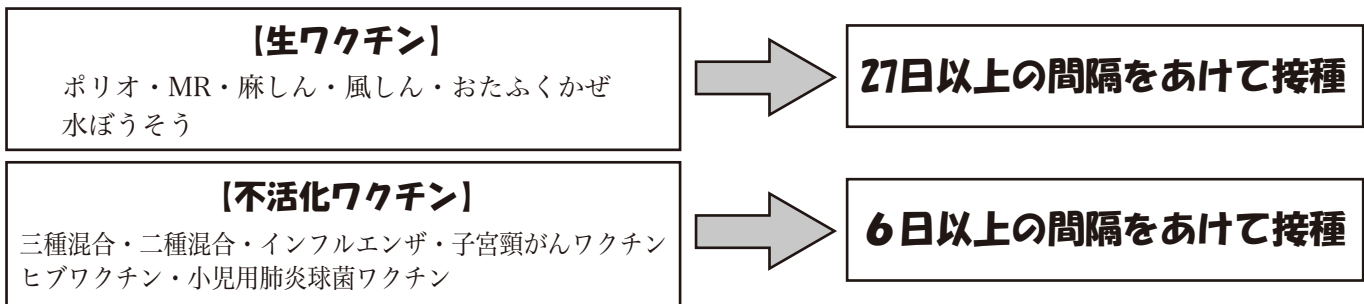 【生ワクチン】
ポリオ・MR・麻しん・風しん・おたふくかぜ
水ぼうそう
27日以上の間隔をあけて接種
【不活化ワクチン】
三種混合・二種混合・インフルエンザ・子宮頸がんワクチン
ヒブワクチン・小児用肺炎球菌ワクチン
6日以上の間隔をあけて接種